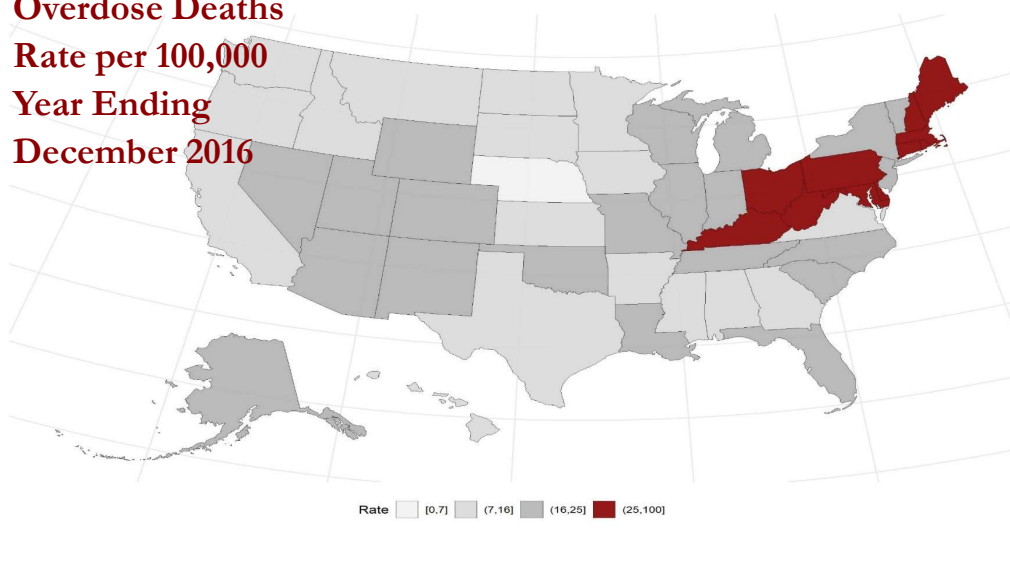 Overdose Deaths
Rate per 100,000
Year Ending
December 2016
Rate [0,7] (7,16] (16,25] (25,100]